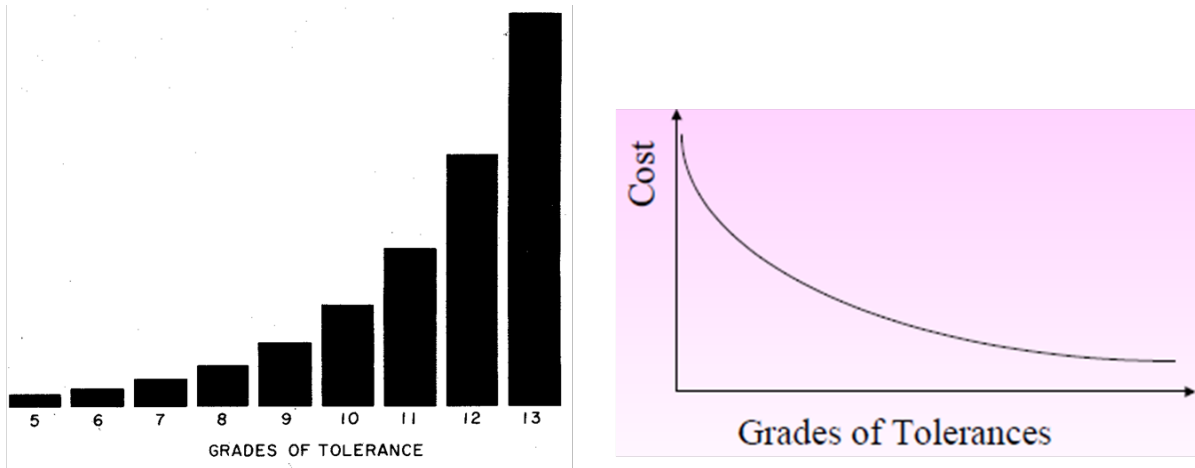 5 6 7 8 9 10 11 12 13
GRADES OF TOLERANCE
Cost
Grades of Tolerances